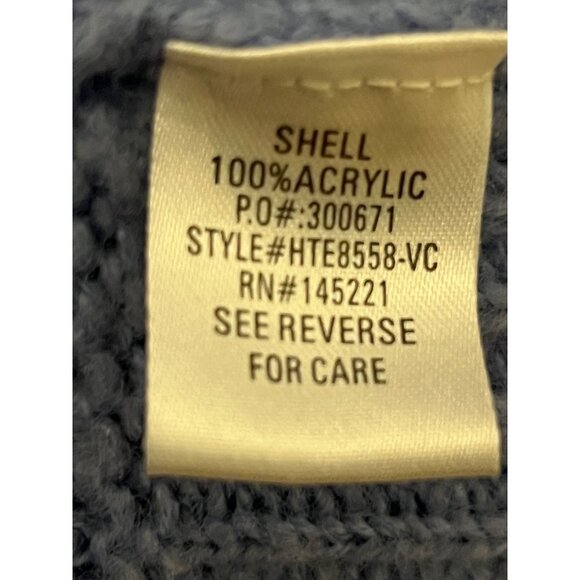 SHELL
100%ACRYLIC
P.O#:300671
STYLE#HTE8558-VC
RN#145221
SEE REVERSE
FOR CARE